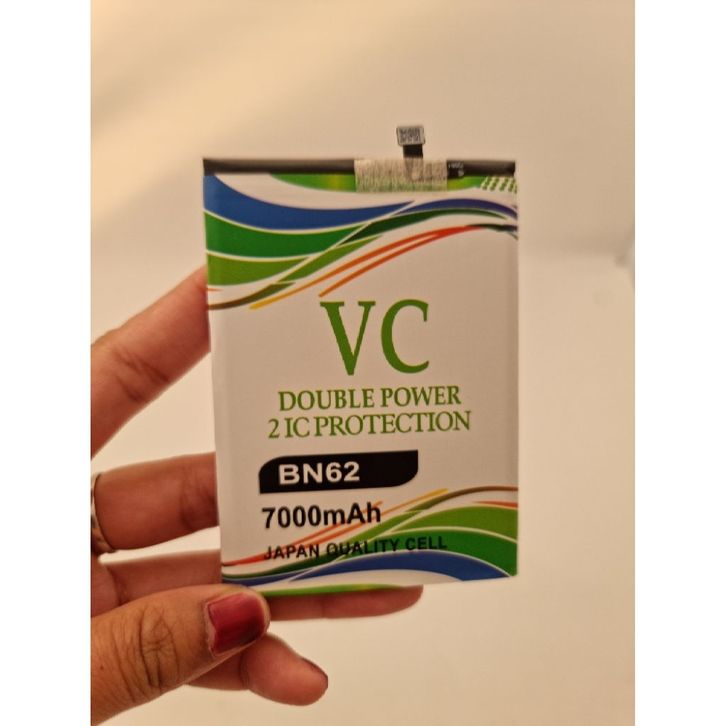 VC
DOUBLE POWER
2 IC PROTECTION
BN62
7000mAh
JAPAN QUALITY CELL